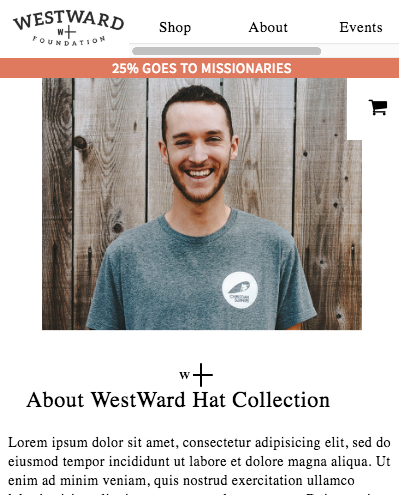 WESTWARD
W
FOUNDATION
Shop About Events
25% GOES TO MISSIONARIES
W
About WestWard Hat Collection
Lorem ipsum dolor sit amet, consectetur adipisicing elit, sed do
eiusmod tempor incididunt ut labore et dolore magna aliqua. Ut
enim ad minim veniam, quis nostrud exercitation ullamco